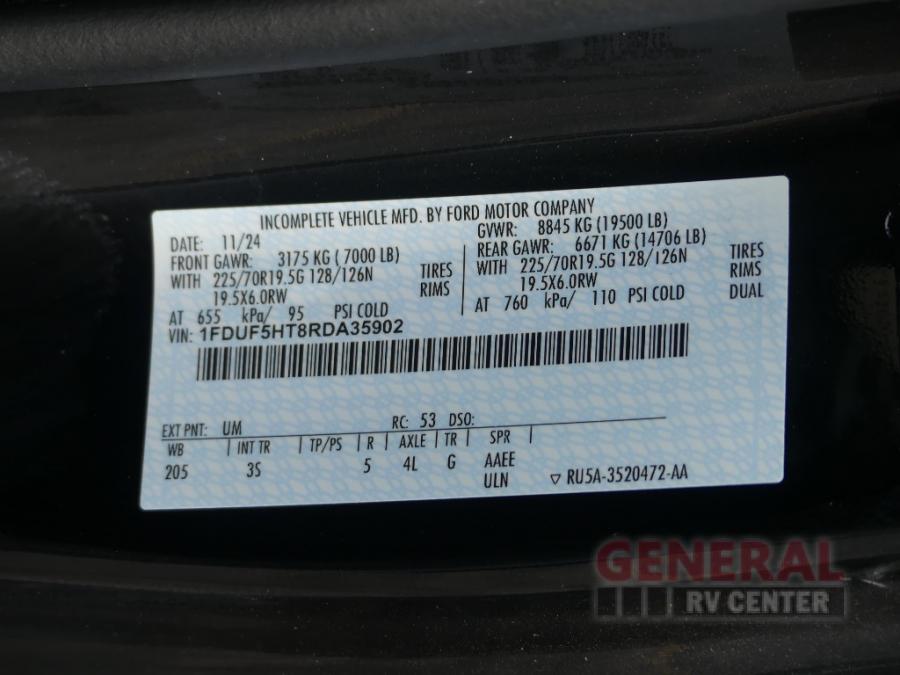 INCOMPLETE VEHICLE MFD. BY FORD MOTOR COMPANY
DATE: 11/24 GVWR: 8845 KG (19500 LB)
FRONT GAWR: 3175 KG ( 7000 LB) REAR GAWR: 6671 KG (14706 LB)
WITH 225/70R19.5G 128/126N TIRES WITH 225/70R19.5G 128/126N TIRES
19.5X6.0RW RIMS 19.5X6.0RW RIMS
AT 655 kPa/ 95 PSI COLD AT 760 kPa/ 110 PSI COLD DUAL
VIN: 1FDUF5HT8RDA35902
EXT PNT: UM RC: 53 DSO:
WB INT TR TP/PS R AXLE TR SPR
205 3S 5 4L G AAEE
ULN ▽ RU5A-3520472-AA
GENERAL
RV CENTER